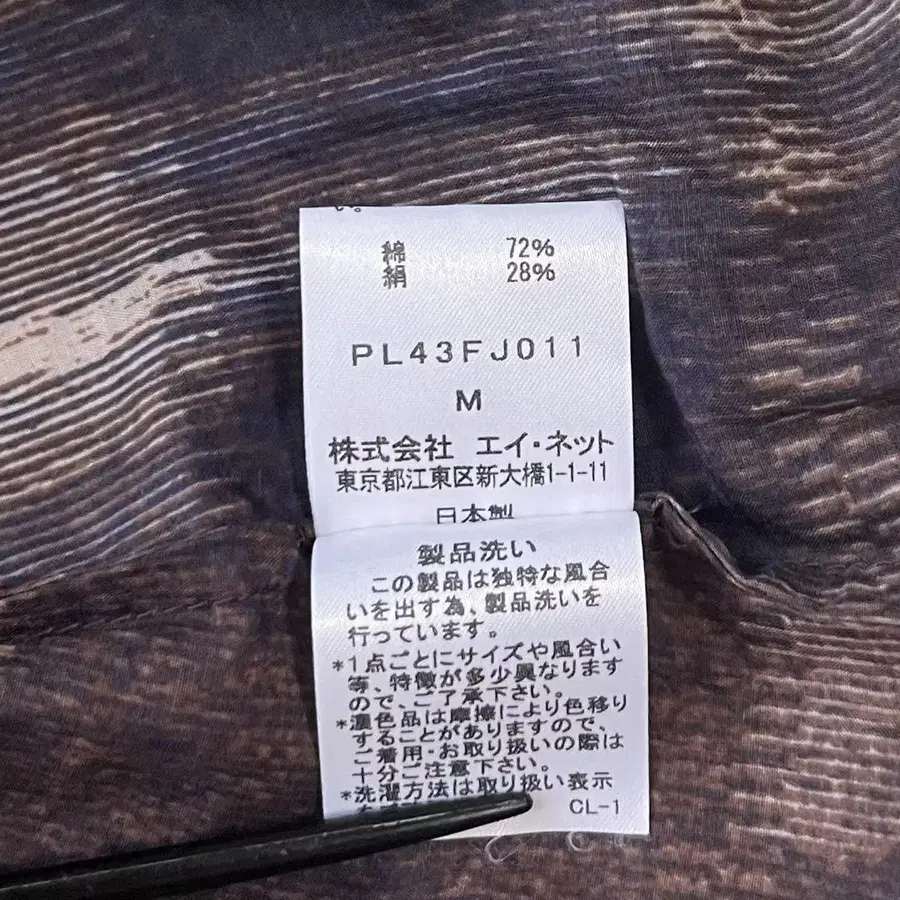 い。
綿 72%
絹 28%
PL43FJ011
M
株式会社 エイ・ネット
東京都江東区新大橋1-1-11
日本製
製品洗い
この製品は独特な風合
いを出す為、製品洗いを
行っています。
*1点ごとにサイズや風合い
等、特徴が多少異なります
ので、ご了承下さい。
*濃色品は摩擦により色移り
することがありますので、
ご着用・お取り扱いの際は
十分ご注意下さい。
*洗濯方法は取り扱い表示
CL-1